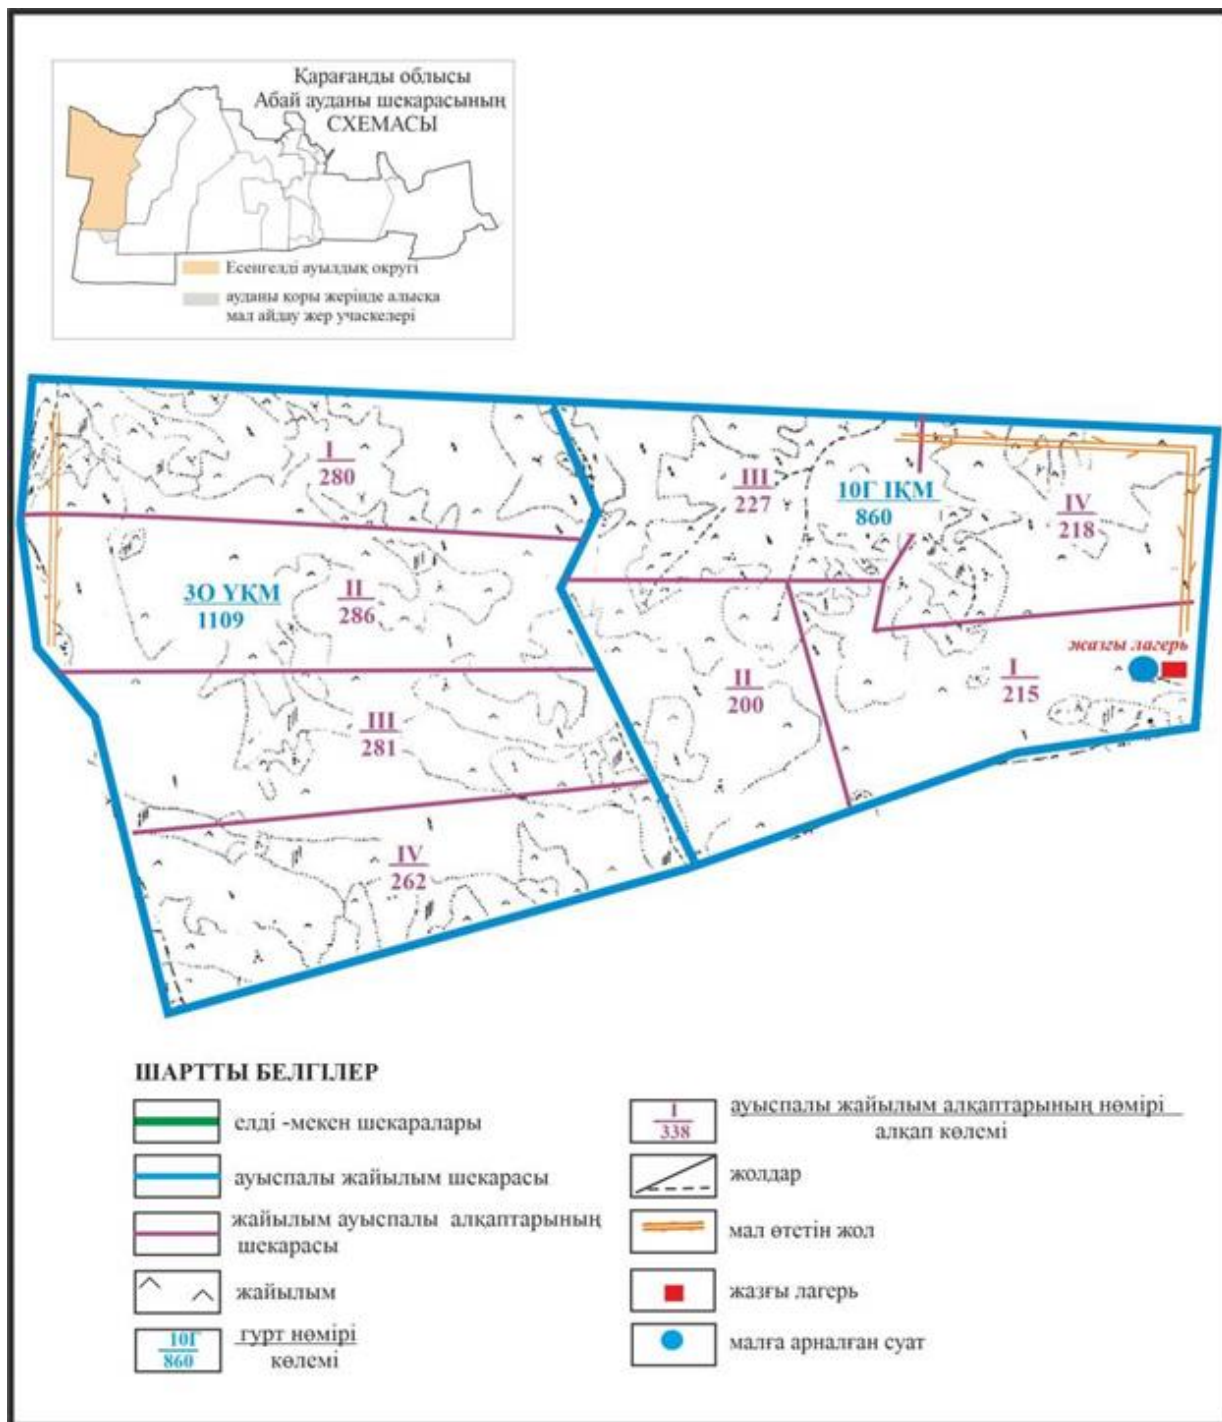 Қарағанды облысы
Абай ауданы шекарасының
СХЕМАСЫ
Есенгелді ауылдық округі
ауданы қоры жерінде алысқа
мал айдау жер учаскелері
I
280
III
227
10Г ІҚМ
860
IV
218
3О ҮҚМ
1109
II
286
жазғы лагерь
I
215
II
200
III
281
IV
262
ШАРТТЫ БЕЛГІЛЕР
елді -мекен шекаралары
ауыспалы жайылым шекарасы
жайылым ауыспалы алқаптарының
шекарасы
жайылым
10Г
860
гурт нөмірі
көлемі
I
338
ауыспалы жайылым алқаптарының нөмірі
алқап көлемі
жолдар
мал өтетін жол
жазғы лагерь
малға арналған суат